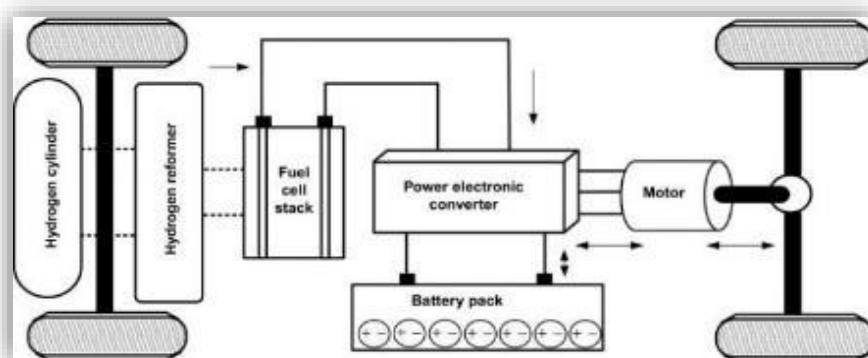 Hydrogen cylinder
Hydrogen reformer
Fuel
cell
stack
Power electronic
converter
Motor
Battery pack
+ - + - + - + - + - + - + -